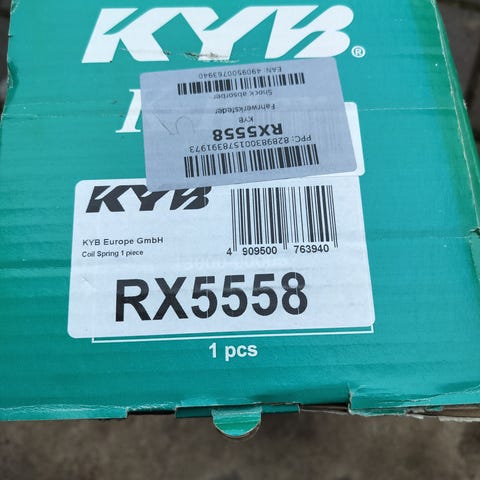 KYB®
EAN: 4909500763940
Shock absorber
Fahrwerksfeder
KYB
RX5558
PPC: 8289830015783919​73
KYB
KYB Europe GmbH
Coil Spring 1 piece
4 909500 763940
RX5558
1 pcs